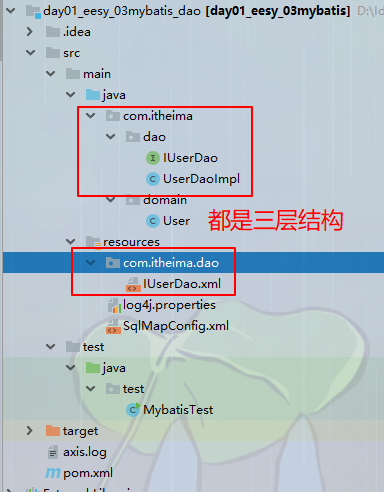 day01_eesy_03mybatis_dao [day01_eesy_03mybatis] D:\Id
.idea
src
main
java
com.itheima
dao
IUserDao
UserDaoImpl
domain
User
都是三层结构
resources
com.itheima.dao
IUserDao.xml
log4j.properties
SqlMapConfig.xml
test
java
test
MybatisTest
target
axis.log
pom.xml